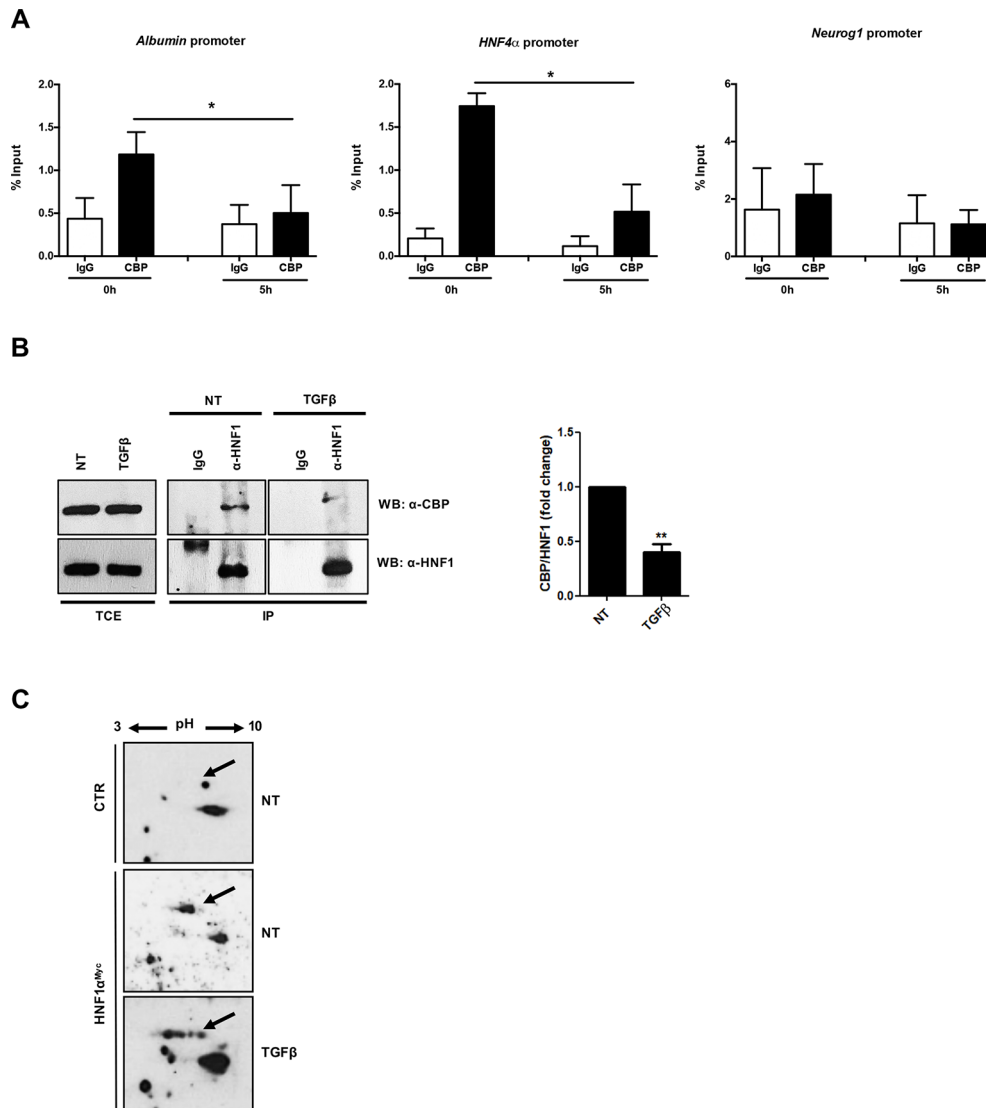 A
Albumin promoter
HNF4α promoter
Neurog1 promoter
% Input
2.0
1.5
1.0
0.5
0.0
IgG CBP IgG CBP
0h 5h
% Input
2.0
1.5
1.0
0.5
0.0
IgG CBP IgG CBP
0h 5h
% Input
6
4
2
0
IgG CBP IgG CBP
0h 5h
*
*
B
NT TGFβ
NT TGFβ IgG α-HNF1 IgG α-HNF1
WB: α-CBP
WB: α-HNF1
TCE IP
CBP/HNF1 (fold change)
1.5
1.0
0.5
0.0
**
NT TGFβ
C
3 pH 10
CTR NT
HNF1αMyc NT
TGFβ